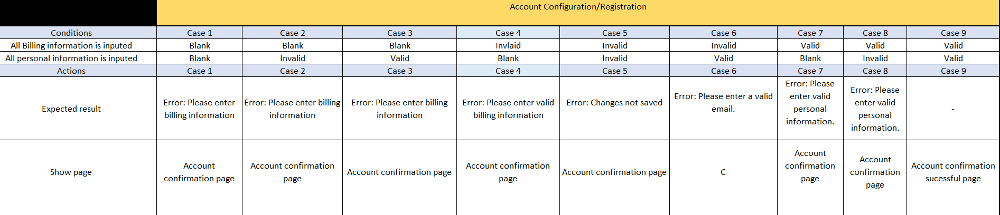 Account Configuration/Registration
Conditions Case 1 Case 2 Case 3 Case 4 Case 5 Case 6 Case 7 Case 8 Case 9
All Billing information is inputed Blank Blank Blank Invlaid Invalid Invalid Valid Valid Valid
All personal information is inputed Blank Invalid Valid Blank Invalid Valid Blank Invalid Valid
Actions Case 1 Case 2 Case 3 Case 4 Case 5 Case 6 Case 7 Case 8 Case 9
Expected result
Error: Please enter
billing information
Error: Please enter billing
information
Error: Please enter billing
information
Error: Please enter valid
billing information
Error: Changes not saved
Error: Please enter a valid
email.
Error: Please
enter valid
personal
information.
Error: Please
enter valid
personal
information.
-
Show page
Account
confirmation page
Account confirmation
page
Account confirmation page
Account confirmation
page
Account confirmation page
C
Account
confirmation
page
Account
confirmation
page
Account confirmation
sucessful page